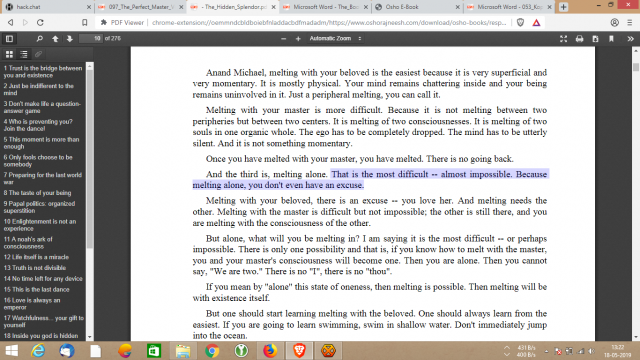 hack.chat
097_The_Perfect_Master_
- The_Hidden_Splendor.p
Microsoft Word - The_Boo
Osho E-Book
Microsoft Word - 053_Kos
PDF Viewer
chrome-extension://oemmndcbldboiebfnladdacbdfmadadm/https://www.oshorajneesh.com/download/osho-books/resp
10 of 276
Automatic Zoom
1 Trust is the bridge between
you and existence
2 Just be indifferent to the
mind
3 Don't make life a question-
answer game
4 Who is preventing you?
Join the dance!
5 This moment is more than
enough
6 Only fools choose to be
somebody
7 Preparing for the last world
war
8 The taste of your being
9 Papal politics: organized
superstition
10 Enlightenment is not an
experience
11 A noah's ark of
consciousness
12 Life itself is a miracle
13 Truth is not divisible
14 No time left for any device
15 This is the last dance
16 Love is always an
emperor
17 Watchfulness... your gift to
yourself
18 Inside you god is hidden
Anand Michael, melting with your beloved is the easiest because it is very superficial and
very momentary. It is mostly physical. Your mind remains chattering inside and your being
remains uninvolved in it. Just a peripheral melting, you can call it.
Melting with your master is more difficult. Because it is not melting between two
peripheries but between two centers. It is melting of two consciousnesses. It is melting of two
souls in one organic whole. The ego has to be completely dropped. The mind has to be utterly
silent. And it is not something momentary.
Once you have melted with your master, you have melted. There is no going back.
And the third is, melting alone. That is the most difficult -- almost impossible. Because
melting alone, you don't even have an excuse.
Melting with your beloved, there is an excuse -- you love her. And melting needs the
other. Melting with the master is difficult but not impossible; the other is still there, and you
are melting with the consciousness of the other.
But alone, what will you be melting in? I am saying it is the most difficult -- or perhaps
impossible. There is only one possibility and that is, if you know how to melt with the master,
you and your master's consciousness will become one. Then you are alone. Then you cannot
say, "We are two." There is no "I", there is no "thou".
If you mean by "alone" this state of oneness, then melting is possible. Then melting will be
with existence itself.
But one should start learning melting with the beloved. One should always learn from the
easiest. If you are going to learn swimming, swim in shallow water. Don't immediately jump
into the ocean.
431 B/s
400 B/s
18-05-2019